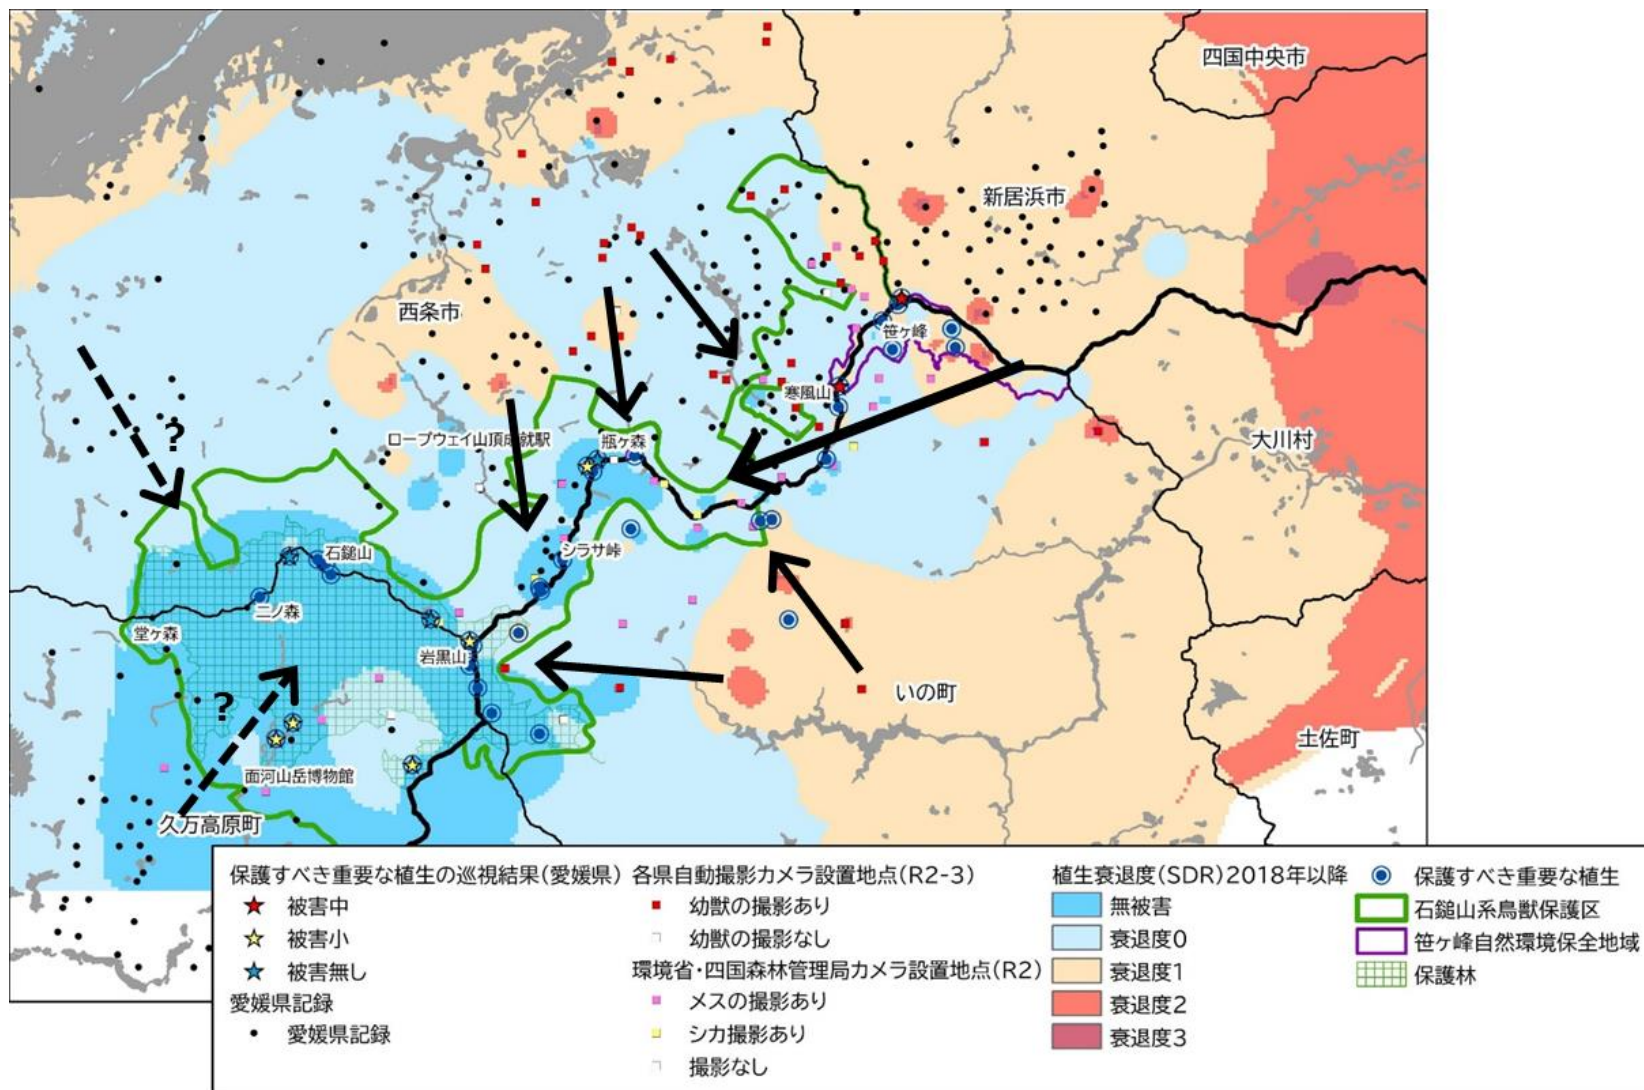 四国中央市
新居浜市
西条市
笹ヶ峰
寒風山
?
ロープウェイ山頂成就駅
瓶ヶ森
大川村
石鎚山
シラサ峠
二ノ森
堂ヶ森
岩黒山
?
いの町
土佐町
面河山岳博物館
久万高原町
保護すべき重要な植生の巡視結果(愛媛県)
被害中
被害小
被害無し
愛媛県記録
愛媛県記録
各県自動撮影カメラ設置地点(R2-3)
幼獣の撮影あり
幼獣の撮影なし
環境省・四国森林管理局カメラ設置地点(R2)
メスの撮影あり
シカ撮影あり
撮影なし
植生衰退度(SDR)2018年以降
無被害
衰退度0
衰退度1
衰退度2
衰退度3
保護すべき重要な植生
石鎚山系鳥獣保護区
笹ヶ峰自然環境保全地域
保護林